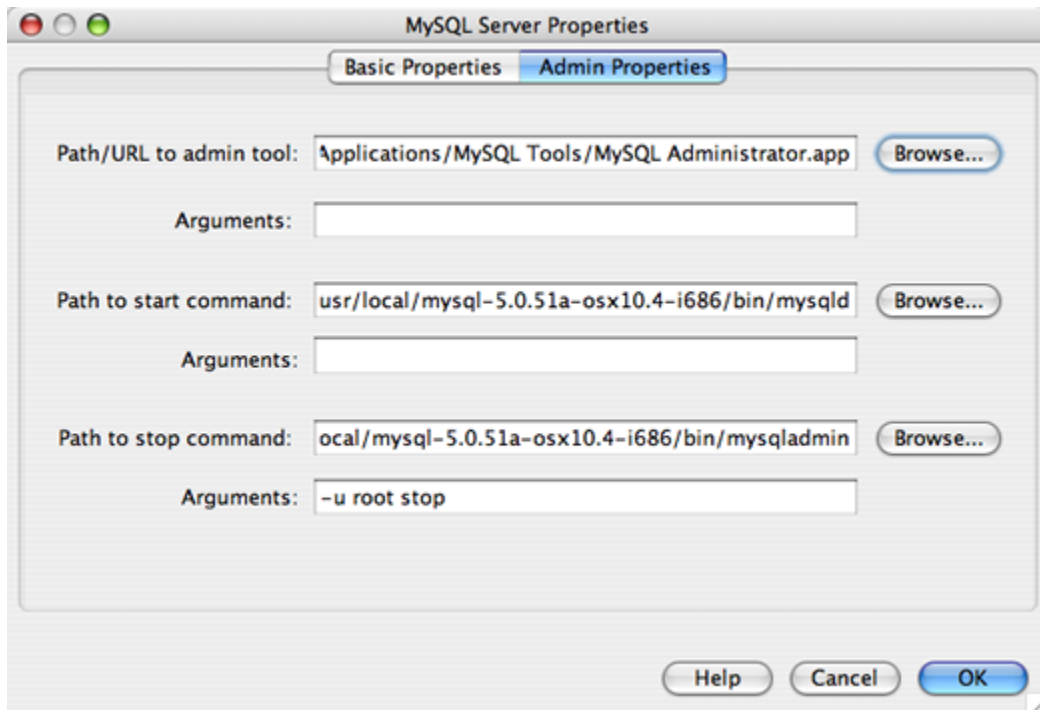 MySQL Server Properties
Basic Properties Admin Properties
Path/URL to admin tool: Applications/MySQL Tools/MySQL Administrator.app Browse...
Arguments:
Path to start command: usr/local/mysql-5.0.51a-osx10.4-i686/bin/mysqld Browse...
Arguments:
Path to stop command: ocal/mysql-5.0.51a-osx10.4-i686/bin/mysqladmin Browse...
Arguments: -u root stop
Help Cancel OK